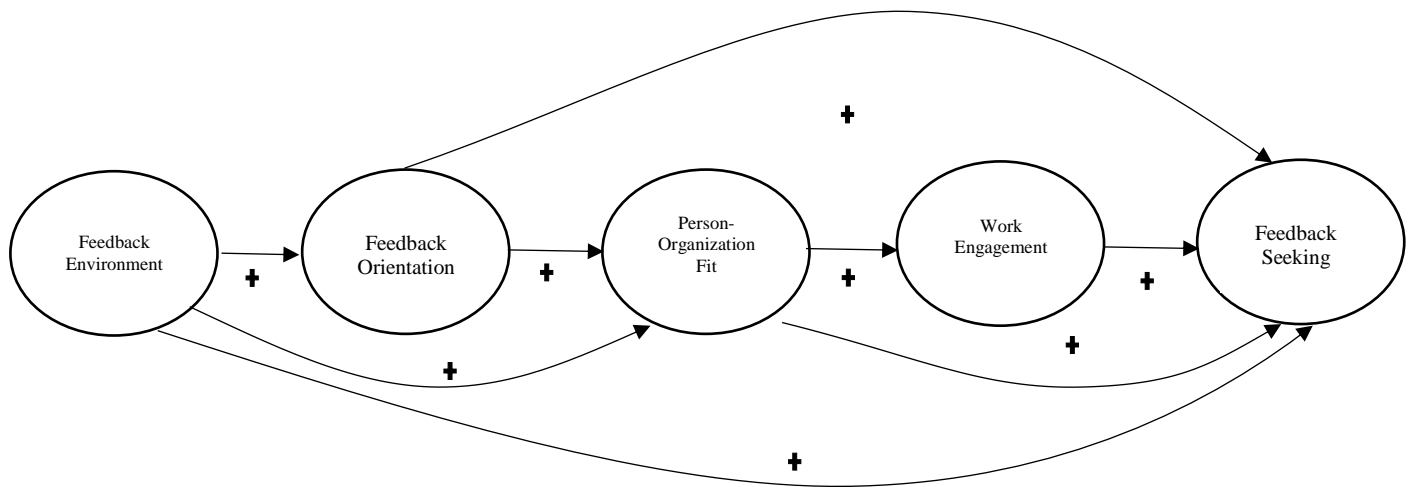 Feedback
Environment
Feedback
Orientation
Person-
Organization
Fit
Work
Engagement
Feedback
Seeking
+
+
+
+
+
+
+
+